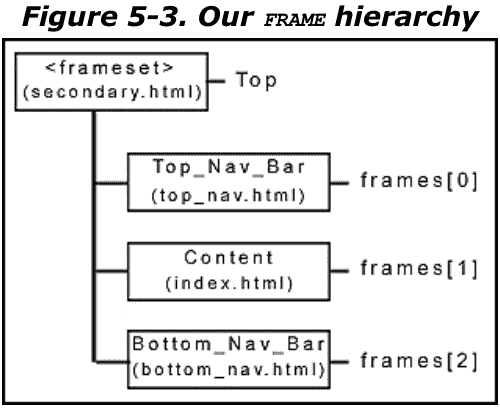 Figure 5-3. Our FRAME hierarchy
<frameset>
(secondary.html)
Top
Top_Nav_Bar
(top_nav.html)
frames[0]
Content
(index.html)
frames[1]
Bottom_Nav_Bar
(bottom_nav.html)
frames[2]